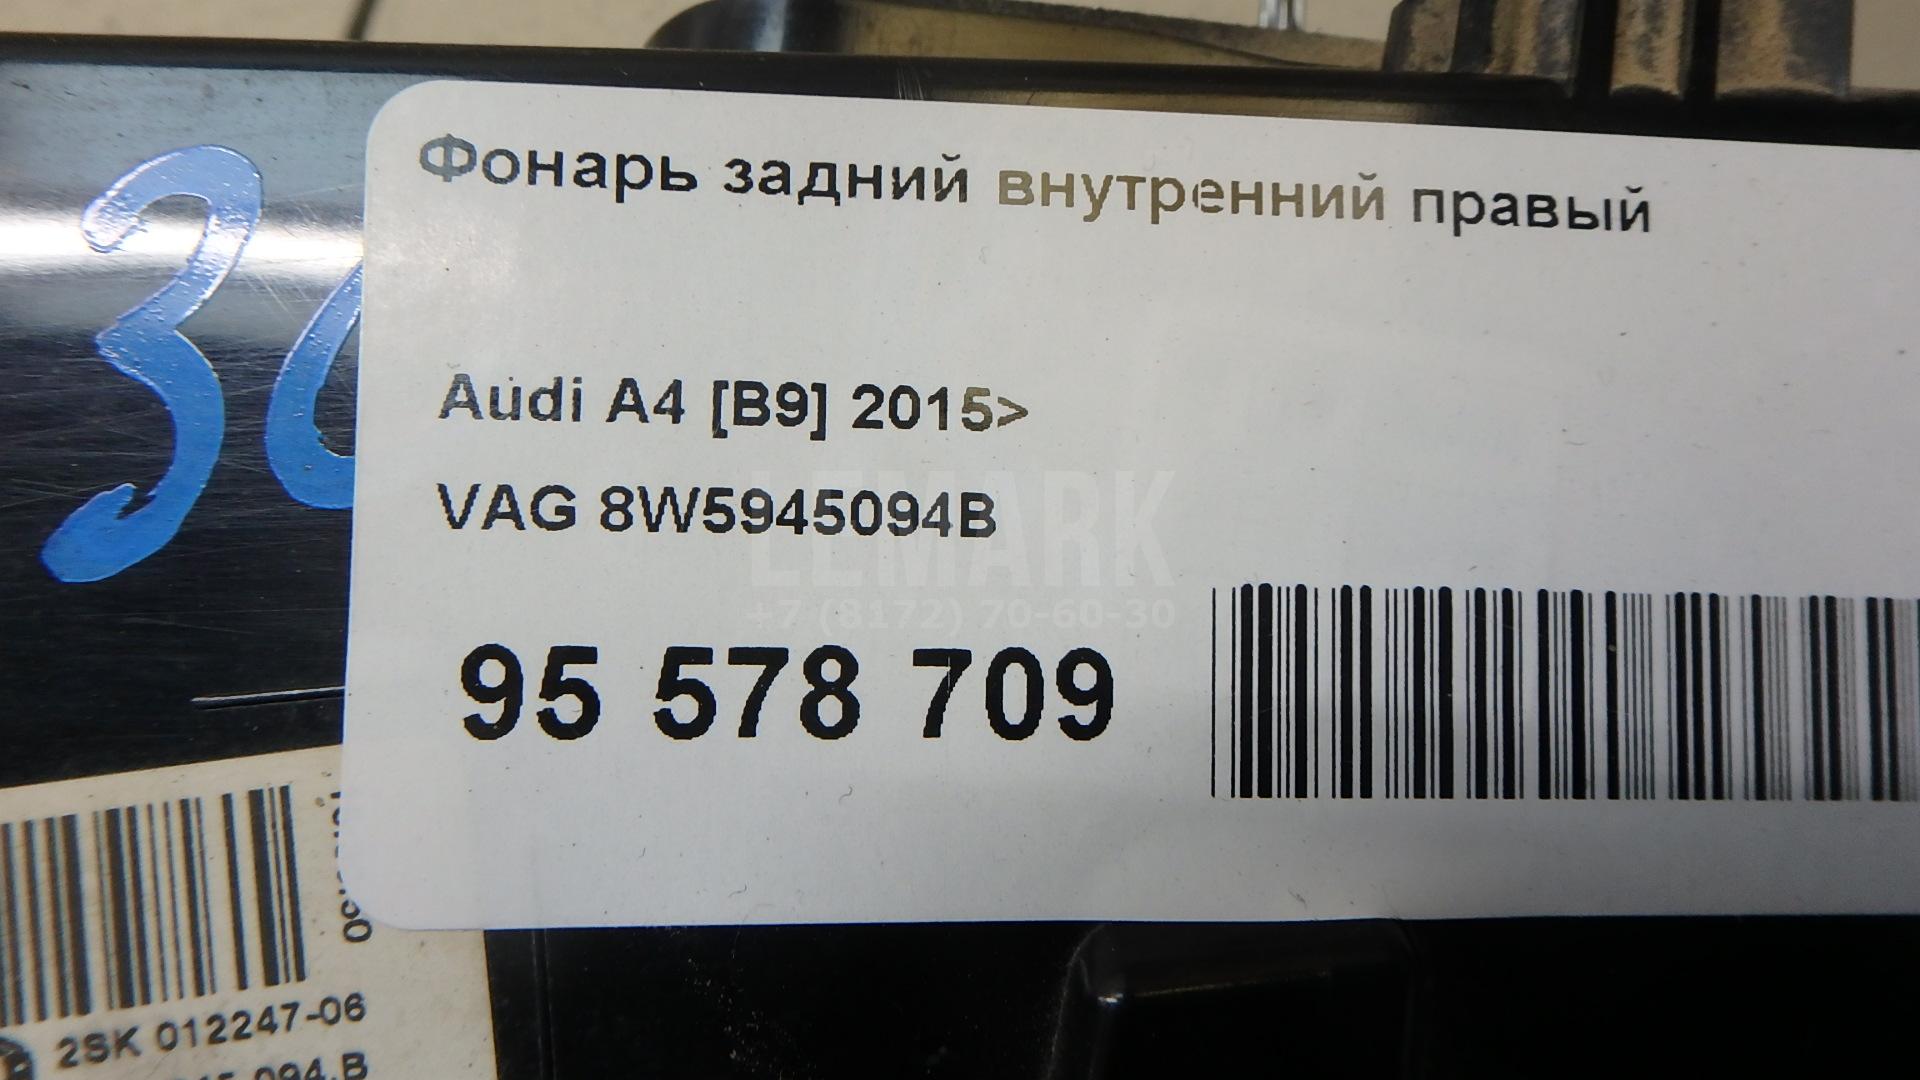 Фонарь задний внутренний правый
Audi A4 [B9] 2015>
VAG 8W5945094B
LEMARK
+7 (8172) 70-60-30
95 578 709
2SK 012247-06
094.B